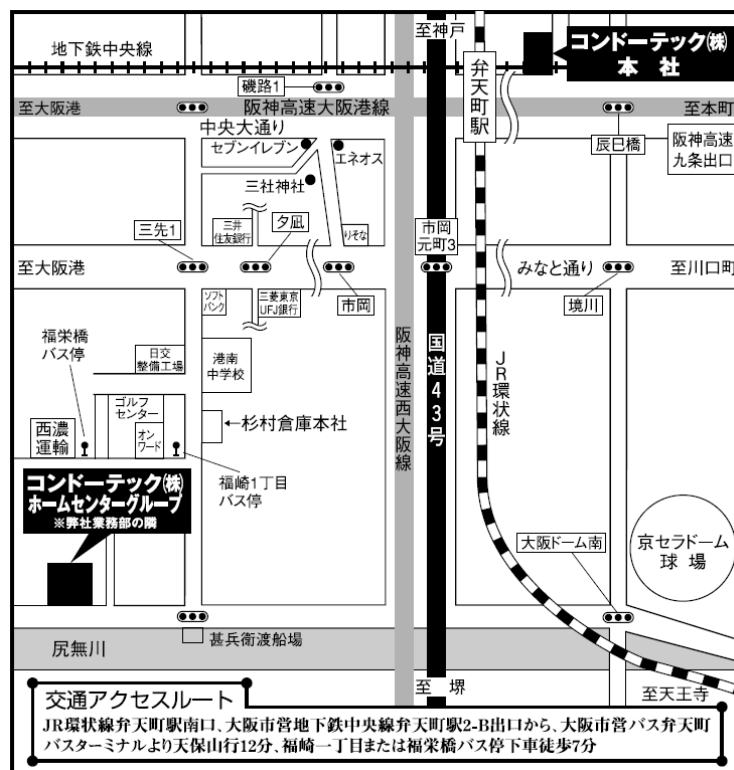 至神戸
地下鉄中央線
コンドーテック㈱
本社
弁天町駅
磯路1
至大阪港
阪神高速大阪港線
至本町
中央大通り
セブンイレブン
エネオス
辰巳橋
阪神高速
九条出口
三社神社
三先1
三井
住友銀行
夕凪
りそな
市岡
元町3
至大阪港
みなと通り
至川口町
ソフト
バンク
三菱東京
UFJ銀行
市岡
境川
福栄橋
バス停
日交
整備工場
港南
中学校
阪神高速西大阪線
国道43号
JR環状線
ゴルフ
センター
西濃
運輸
オン
ワード
杉村倉庫本社
コンドーテック㈱
ホームセンターグループ
※弊社業務部の隣
福崎1丁目
バス停
大阪ドーム南
京セラドーム
球場
尻無川
甚兵衛渡船場
至堺
至天王寺
交通アクセスルート
JR環状線弁天町駅南口、大阪市営地下鉄中央線弁天町駅2-B出口から、大阪市営バス弁天町
バスターミナルより天保山行12分、福崎一丁目または福栄橋バス停下車徒歩7分